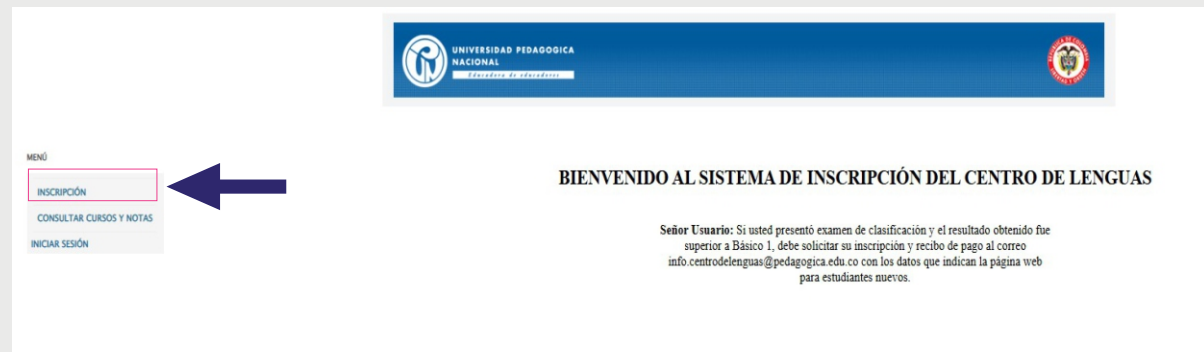 UNIVERSIDAD PEDAGOGICA
NACIONAL
Educadora de educadores
MENÚ
INSCRIPCIÓN
CONSULTAR CURSOS Y NOTAS
INICIAR SESIÓN
BIENVENIDO AL SISTEMA DE INSCRIPCIÓN DEL CENTRO DE LENGUAS
Señor Usuario: Si usted presentó examen de clasificación y el resultado obtenido fue
superior a Básico 1, debe solicitar su inscripción y recibo de pago al correo
info.centrodelenguas@pedagogica.edu.co con los datos que indican la página web
para estudiantes nuevos.